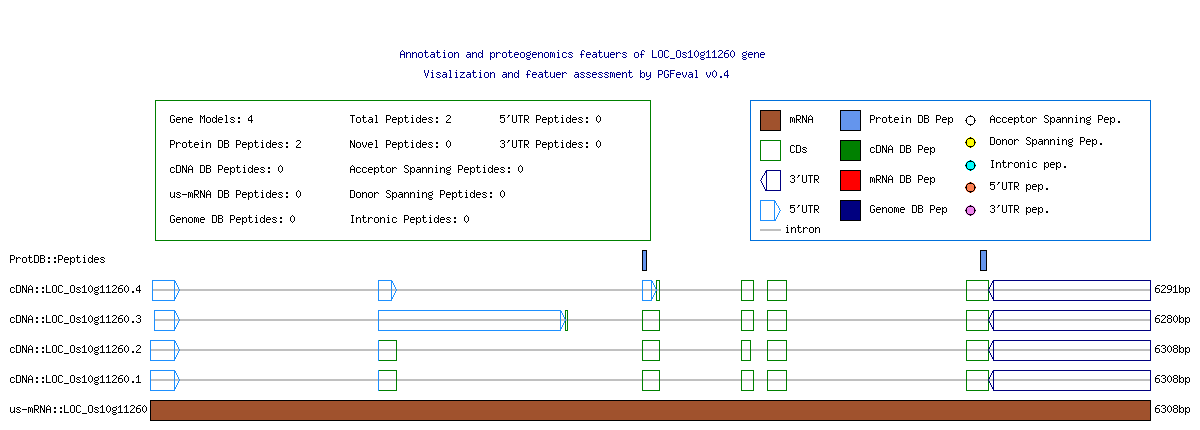 Annotation and proteogenomics featuers of LOC_Os10g11260 gene
Visalization and featuer assessment by PGFeval v0.4
Gene Models: 4 Total Peptides: 2 5'UTR Peptides: 0
Protein DB Peptides: 2 Novel Peptides: 0 3'UTR Peptides: 0
cDNA DB Peptides: 0 Acceptor Spanning Peptides: 0
us-mRNA DB Peptides: 0 Donor Spanning Peptides: 0
Genome DB Peptides: 0 Intronic Peptides: 0
mRNA Protein DB Pep Acceptor Spanning Pep.
CDs cDNA DB Pep Donor Spanning Pep.
3'UTR mRNA DB Pep Intronic pep.
5'UTR Genome DB Pep 5'UTR pep.
intron 3'UTR pep.
ProtDB::Peptides
cDNA::LOC_Os10g11260.4 6291bp
cDNA::LOC_Os10g11260.3 6280bp
cDNA::LOC_Os10g11260.2 6308bp
cDNA::LOC_Os10g11260.1 6308bp
us-mRNA::LOC_Os10g11260 6308bp